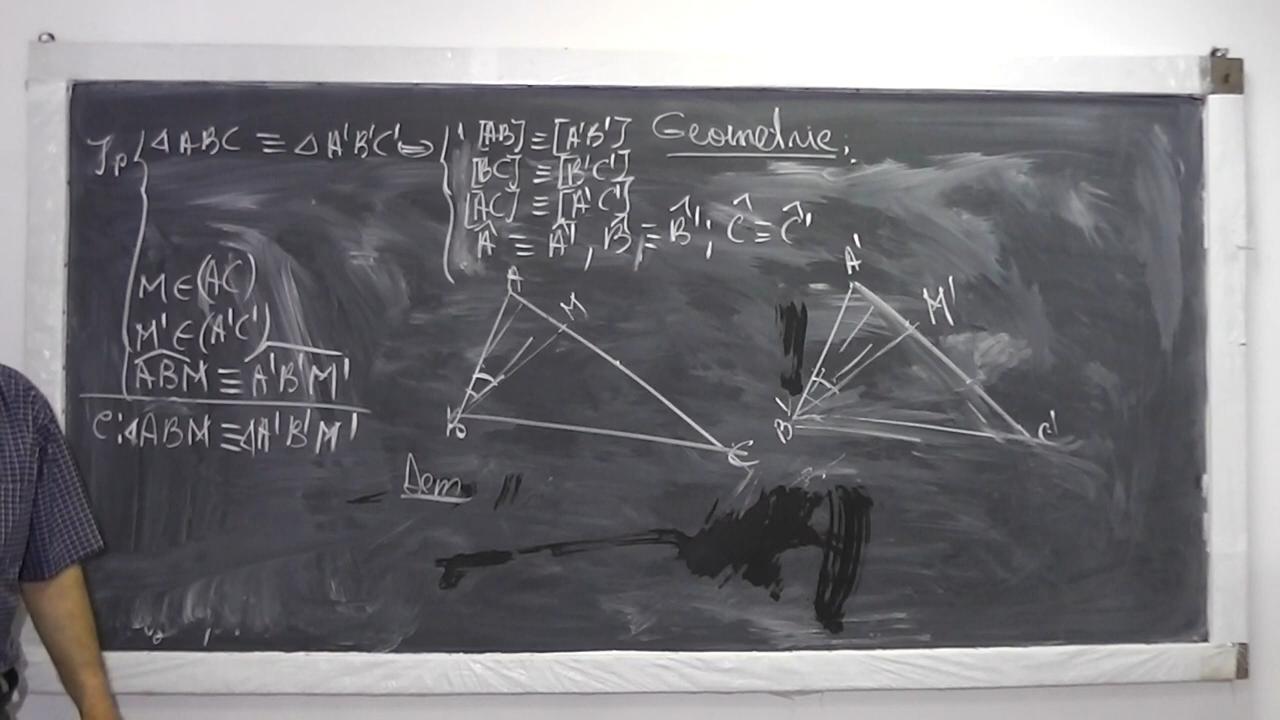 Geometrie;
Ip { △ABC ≡ △A'B'C' ⇔ { [AB] ≡ [A'B']
[BC] ≡ [B'C']
[AC] ≡ [A'C']
Â ≡ Â', B̂ ≡ B̂'; Ĉ ≡ Ĉ'
M ∈ (AC)
M' ∈ (A'C')
ABM ≡ A'B'M'
C: △ABM ≡ △A'B'M'
A
M
B
C
A'
M'
B'
C'
Dem